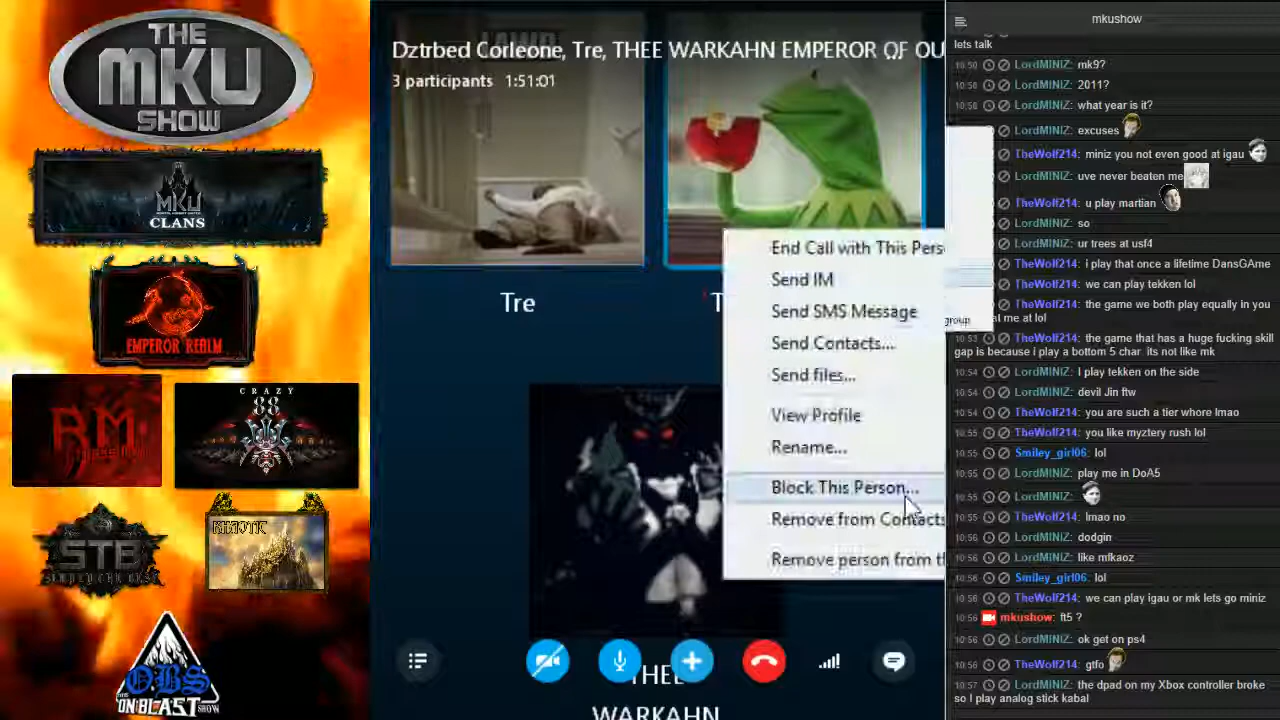 THE
MKU
SHOW
MKU
CLANS
EMPEROR REALM
RM
CRAZY
88
STB
SIMPLY THE BEST
KHAOTIC
O.B.S
ON BLAST
SHOW
Dztrbed Corleone, Tre, THEE WARKAHN EMPEROR OF OU
3 participants 1:51:01
Tre
T
End Call with This Pers
Send IM
Send SMS Message
Send Contacts...
Send files...
View Profile
Rename...
Block This Person...
Remove from Contacts
Remove person from th
THEE
WARKAHN
group
mkushow
lets talk
10:50 LordMINIZ: mk9?
10:58 LordMINIZ: 2011?
10:58 LordMINIZ: what year is it?
LordMINIZ: excuses
TheWolf214: miniz you not even good at igau
LordMINIZ: uve never beaten me
TheWolf214: u play martian
LordMINIZ: so
LordMINIZ: ur trees at usf4
TheWolf214: i play that once a lifetime DansGAme
TheWolf214: we can play tekken lol
TheWolf214: the game we both play equally in you
at me at lol
10:53 TheWolf214: the game that has a huge fucking skill
gap is because i play a bottom 5 char its not like mk
10:54 LordMINIZ: I play tekken on the side
10:54 LordMINIZ: devil Jin ftw
10:54 TheWolf214: you are such a tier whore lmao
10:54 TheWolf214: you like myztery rush lol
10:55 Smiley_girl06: lol
10:55 LordMINIZ: play me in DoA5
10:55 LordMINIZ:
10:55 TheWolf214: lmao no
10:56 LordMINIZ: dodgin
10:56 LordMINIZ: like mfkaoz
10:56 Smiley_girl06: lol
10:56 TheWolf214: we can play igau or mk lets go miniz
10:56 mkushow: ft5 ?
10:56 LordMINIZ: ok get on ps4
10:56 TheWolf214: gtfo
10:57 LordMINIZ: the dpad on my Xbox controller broke
so I play analog stick kabal